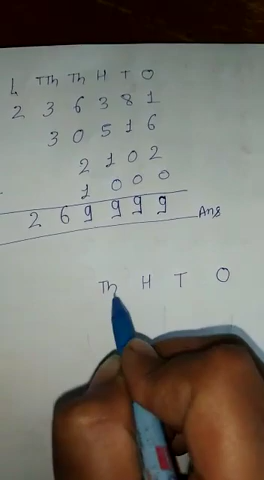 L TTh Th H T O
2 3 6 3 8 1
3 0 5 1 6
2 1 0 2
1 0 0 0
2 6 9 9 9 9 Ans
Th H T O